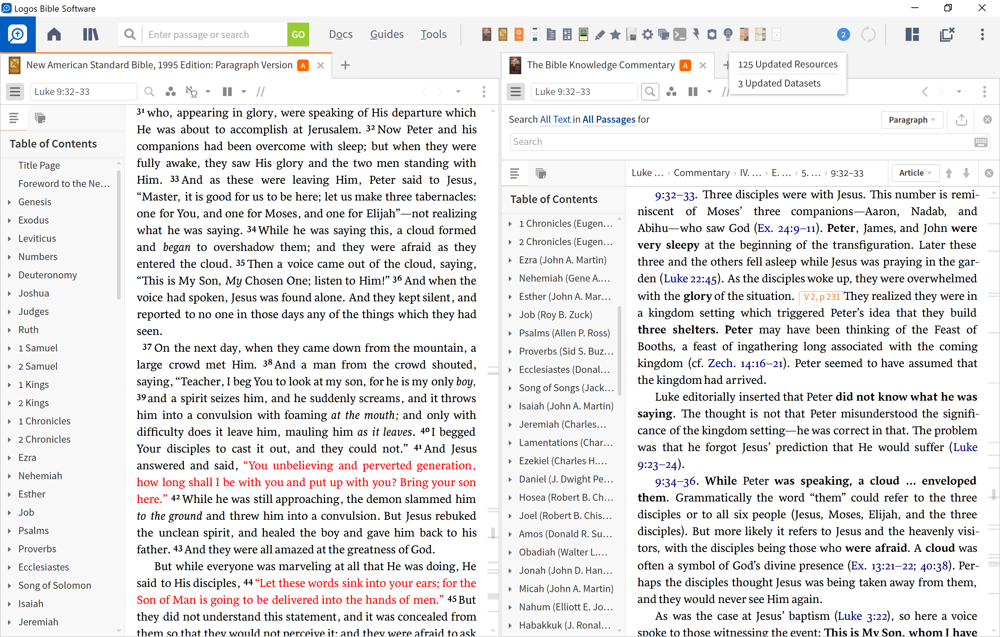 Logos Bible Software
Enter passage or search
GO
Docs
Guides
Tools
2
New American Standard Bible, 1995 Edition: Paragraph Version A
The Bible Knowledge Commentary A
125 Updated Resources
3 Updated Datasets
Luke 9:32–33
Table of Contents
Title Page
Foreword to the Ne…
Genesis
Exodus
Leviticus
Numbers
Deuteronomy
Joshua
Judges
Ruth
1 Samuel
2 Samuel
1 Kings
2 Kings
1 Chronicles
2 Chronicles
Ezra
Nehemiah
Esther
Job
Psalms
Proverbs
Ecclesiastes
Song of Solomon
Isaiah
Jeremiah
31 who, appearing in glory, were speaking of His departure which
He was about to accomplish at Jerusalem. 32 Now Peter and his
companions had been overcome with sleep; but when they were
fully awake, they saw His glory and the two men standing with
Him. 33 And as these were leaving Him, Peter said to Jesus,
“Master, it is good for us to be here; let us make three tabernacles:
one for You, and one for Moses, and one for Elijah”—not realizing
what he was saying. 34 While he was saying this, a cloud formed
and began to overshadow them; and they were afraid as they
entered the cloud. 35 Then a voice came out of the cloud, saying,
“This is My Son, My Chosen One; listen to Him!” 36 And when the
voice had spoken, Jesus was found alone. And they kept silent, and
reported to no one in those days any of the things which they had
seen.
37 On the next day, when they came down from the mountain, a
large crowd met Him. 38 And a man from the crowd shouted,
saying, “Teacher, I beg You to look at my son, for he is my only boy,
39 and a spirit seizes him, and he suddenly screams, and it throws
him into a convulsion with foaming at the mouth; and only with
difficulty does it leave him, mauling him as it leaves. 40 I begged
Your disciples to cast it out, and they could not.” 41 And Jesus
answered and said, “You unbelieving and perverted generation,
how long shall I be with you and put up with you? Bring your son
here.” 42 While he was still approaching, the demon slammed him
to the ground and threw him into a convulsion. But Jesus rebuked
the unclean spirit, and healed the boy and gave him back to his
father. 43 And they were all amazed at the greatness of God.
But while everyone was marveling at all that He was doing, He
said to His disciples, 44 “Let these words sink into your ears; for the
Son of Man is going to be delivered into the hands of men.” 45 But
they did not understand this statement, and it was concealed from
them so that they would not perceive it; and they were afraid to ask
Luke 9:32–33
Search All Text in All Passages for
Paragraph
Search
Luke … › Commentary › IV. … › E. … › 5. … › 9:32–33
Article
Table of Contents
1 Chronicles (Eugen…
2 Chronicles (Eugen…
Ezra (John A. Martin)
Nehemiah (Gene A.…
Esther (John A. Mar…
Job (Roy B. Zuck)
Psalms (Allen P. Ross)
Proverbs (Sid S. Buz…
Ecclesiastes (Donal…
Song of Songs (Jack…
Isaiah (John A. Martin)
Jeremiah (Charles…
Lamentations (Char…
Ezekiel (Charles H.…
Daniel (J. Dwight Pe…
Hosea (Robert B. Ch…
Joel (Robert B. Chis…
Amos (Donald R. Su…
Obadiah (Walter L.…
Jonah (John D. Han…
Micah (John A. Martin)
Nahum (Elliott E. Jo…
Habakkuk (J. Ronal…
9:32–33. Three disciples were with Jesus. This number is remi-
niscent of Moses’ three companions—Aaron, Nadab, and
Abihu—who saw God (Ex. 24:9–11). Peter, James, and John were
very sleepy at the beginning of the transfiguration. Later these
three and the others fell asleep while Jesus was praying in the gar-
den (Luke 22:45). As the disciples woke up, they were overwhelmed
with the glory of the situation. V 2, p 231 They realized they were in
a kingdom setting which triggered Peter’s idea that they build
three shelters. Peter may have been thinking of the Feast of
Booths, a feast of ingathering long associated with the coming
kingdom (cf. Zech. 14:16–21). Peter seemed to have assumed that
the kingdom had arrived.
Luke editorially inserted that Peter did not know what he was
saying. The thought is not that Peter misunderstood the signifi-
cance of the kingdom setting—he was correct in that. The problem
was that he forgot Jesus’ prediction that He would suffer (Luke
9:23–24).
9:34–36. While Peter was speaking, a cloud … enveloped
them. Grammatically the word “them” could refer to the three
disciples or to all six people (Jesus, Moses, Elijah, and the three
disciples). But more likely it refers to Jesus and the heavenly visi-
tors, with the disciples being those who were afraid. A cloud was
often a symbol of God’s divine presence (Ex. 13:21–22; 40:38). Per-
haps the disciples thought Jesus was being taken away from them,
and they would never see Him again.
As was the case at Jesus’ baptism (Luke 3:22), so here a voice
spoke to those witnessing the event: This is My Son, whom I have